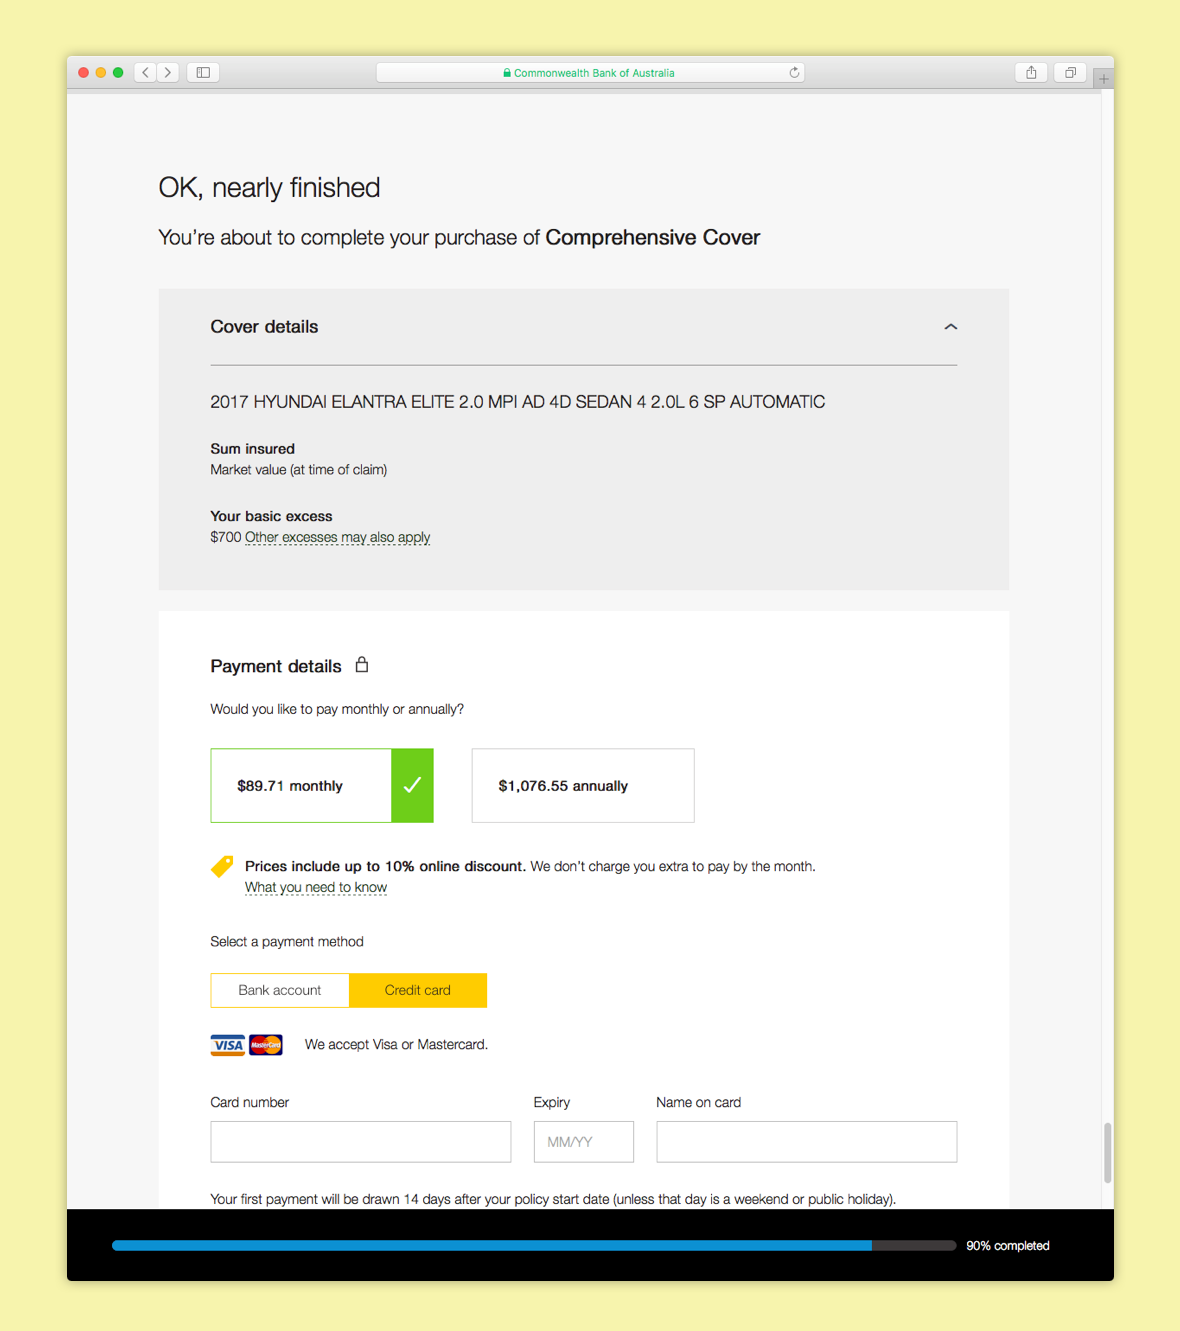 Commonwealth Bank of Australia
OK, nearly finished
You're about to complete your purchase of Comprehensive Cover
Cover details
2017 HYUNDAI ELANTRA ELITE 2.0 MPI AD 4D SEDAN 4 2.0L 6 SP AUTOMATIC
Sum insured
Market value (at time of claim)
Your basic excess
$700 Other excesses may also apply
Payment details
Would you like to pay monthly or annually?
$89.71 monthly
$1,076.55 annually
Prices include up to 10% online discount. We don't charge you extra to pay by the month.
What you need to know
Select a payment method
Bank account
Credit card
VISA MasterCard We accept Visa or Mastercard.
Card number
Expiry
Name on card
MM/YY
Your first payment will be drawn 14 days after your policy start date (unless that day is a weekend or public holiday).
90% completed